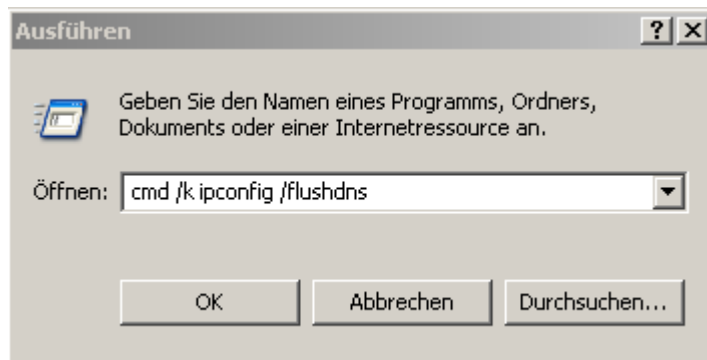 Ausführen
Geben Sie den Namen eines Programms, Ordners,
Dokuments oder einer Internetressource an.
Öffnen: cmd /k ipconfig /flushdns
OK Abbrechen Durchsuchen...